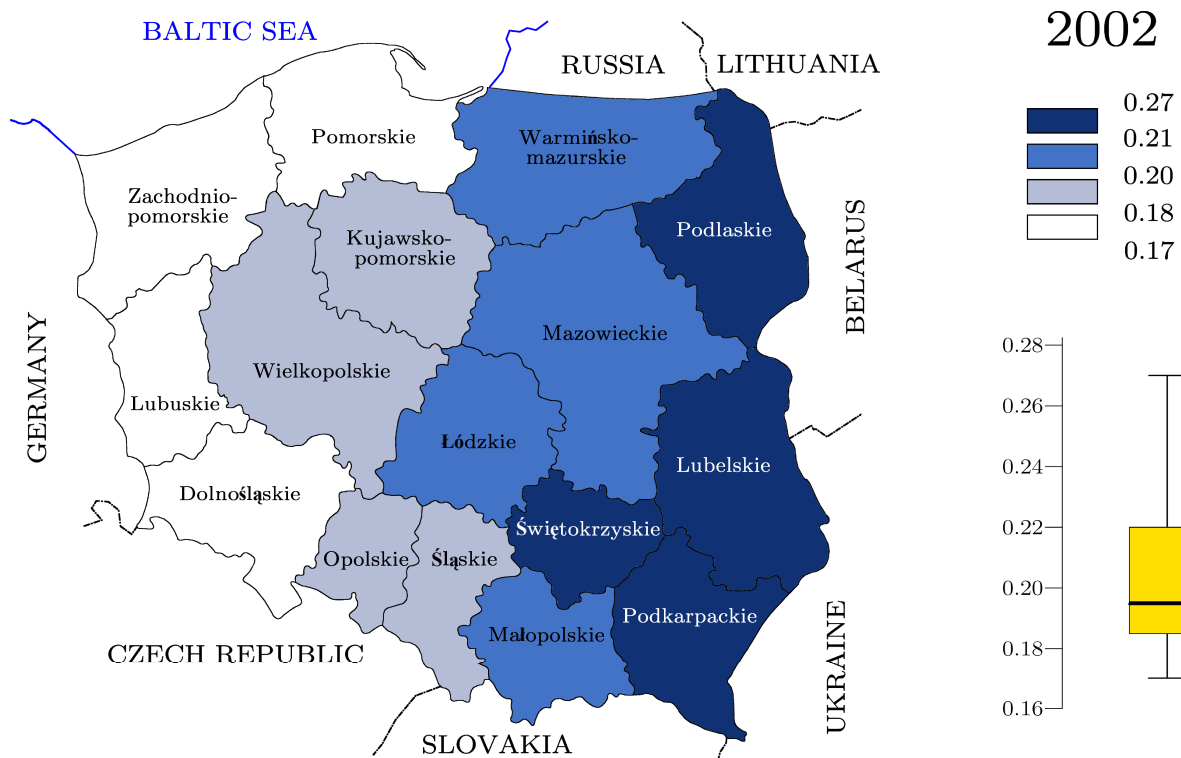 BALTIC SEA
2002
RUSSIA
LITHUANIA
0.27
0.21
0.20
0.18
0.17
Pomorskie
Warmińsko-
mazurskie
Zachodnio-
pomorskie
Kujawsko-
pomorskie
Podlaskie
BELARUS
GERMANY
Mazowieckie
Wielkopolskie
Lubuskie
Łódzkie
Lubelskie
Dolnośląskie
Świętokrzyskie
Opolskie
Śląskie
Małopolskie
Podkarpackie
CZECH REPUBLIC
UKRAINE
SLOVAKIA
0.28
0.26
0.24
0.22
0.20
0.18
0.16